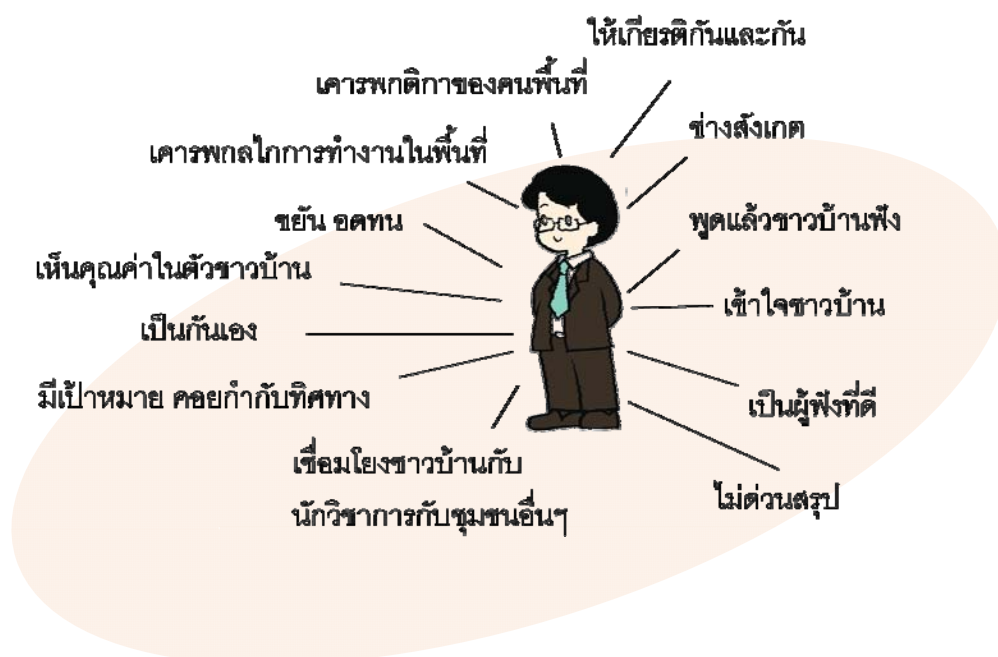 ให้เกียรติกันและกัน
เคารพกติกาของคนพื้นที่
ช่างสังเกต
เคารพกลไกการทำงานในพื้นที่
ขยัน อดทน
พูดแล้วชาวบ้านฟัง
เห็นคุณค่าในตัวชาวบ้าน
เข้าใจชาวบ้าน
เป็นกันเอง
มีเป้าหมาย คอยกำกับทิศทาง
เป็นผู้ฟังที่ดี
เชื่อมโยงชาวบ้านกับ
นักวิชาการกับชุมชนอื่นๆ
ไม่ด่วนสรุป